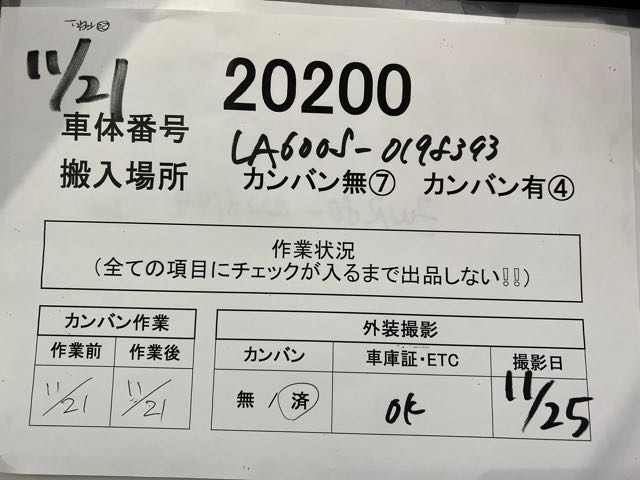 11/21
20200
車体番号 LA600S-0198393
搬入場所 カンバン無⑦ カンバン有④
作業状況
(全ての項目にチェックが入るまで出品しない!!)
カンバン作業
作業前 作業後
11/21 11/21
外装撮影
カンバン 車庫証・ETC 撮影日
無 / 済 OK 11/25